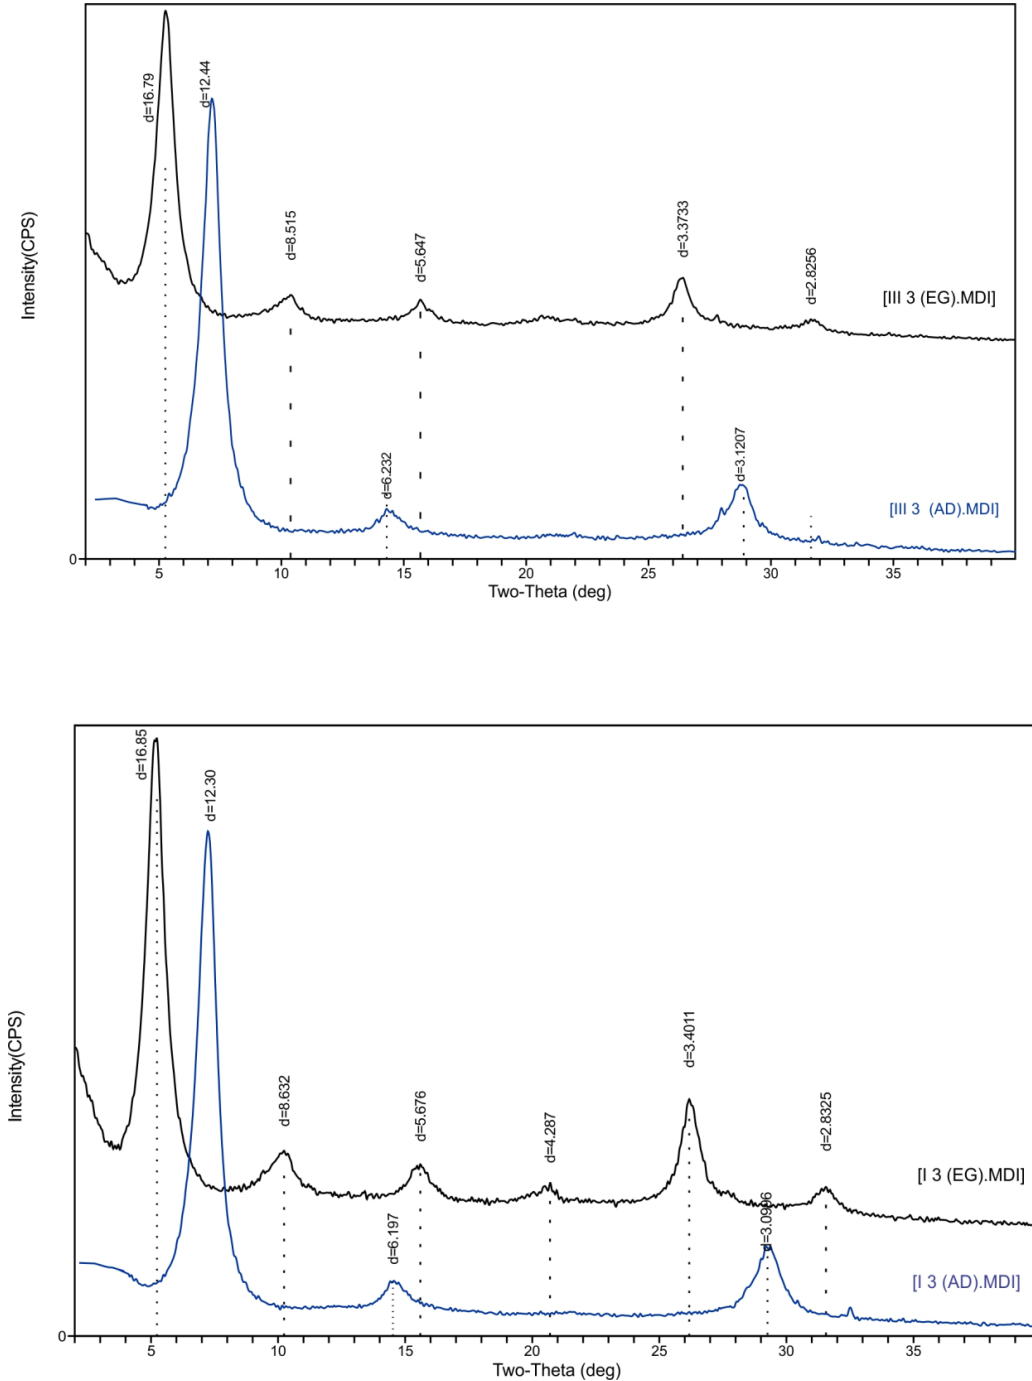 Intensity(CPS)
d=16.79
d=12.44
d=8.515
d=5.647
d=3.3733
d=2.8256
[III 3 (EG).MDI]
d=6.232
d=3.1207
[III 3 (AD).MDI]
0
5 10 15 20 25 30 35
Two-Theta (deg)
Intensity(CPS)
d=16.85
d=12.30
d=8.632
d=5.676
d=4.287
d=3.4011
d=2.8325
[I 3 (EG).MDI]
d=6.197
d=3.0996
[I 3 (AD).MDI]
0
5 10 15 20 25 30 35
Two-Theta (deg)